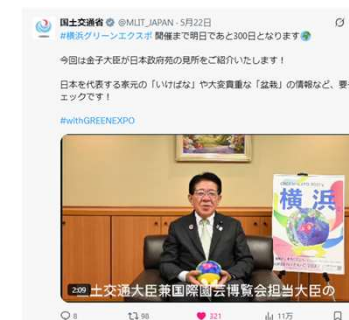 国土交通省 @MLIT_JAPAN・5月22日
#横浜グリーンエクスポ 開催まで明日であと300日となります
今回は金子大臣が日本政府苑の見所をご紹介いたします！
日本を代表する家元の「いけばな」や大変貴重な「盆栽」の情報など、要チ
ェックです！
#withGREENEXPO
横浜
2:09
土交通大臣兼国際園芸博覧会担当大臣の
8 98 321 11万